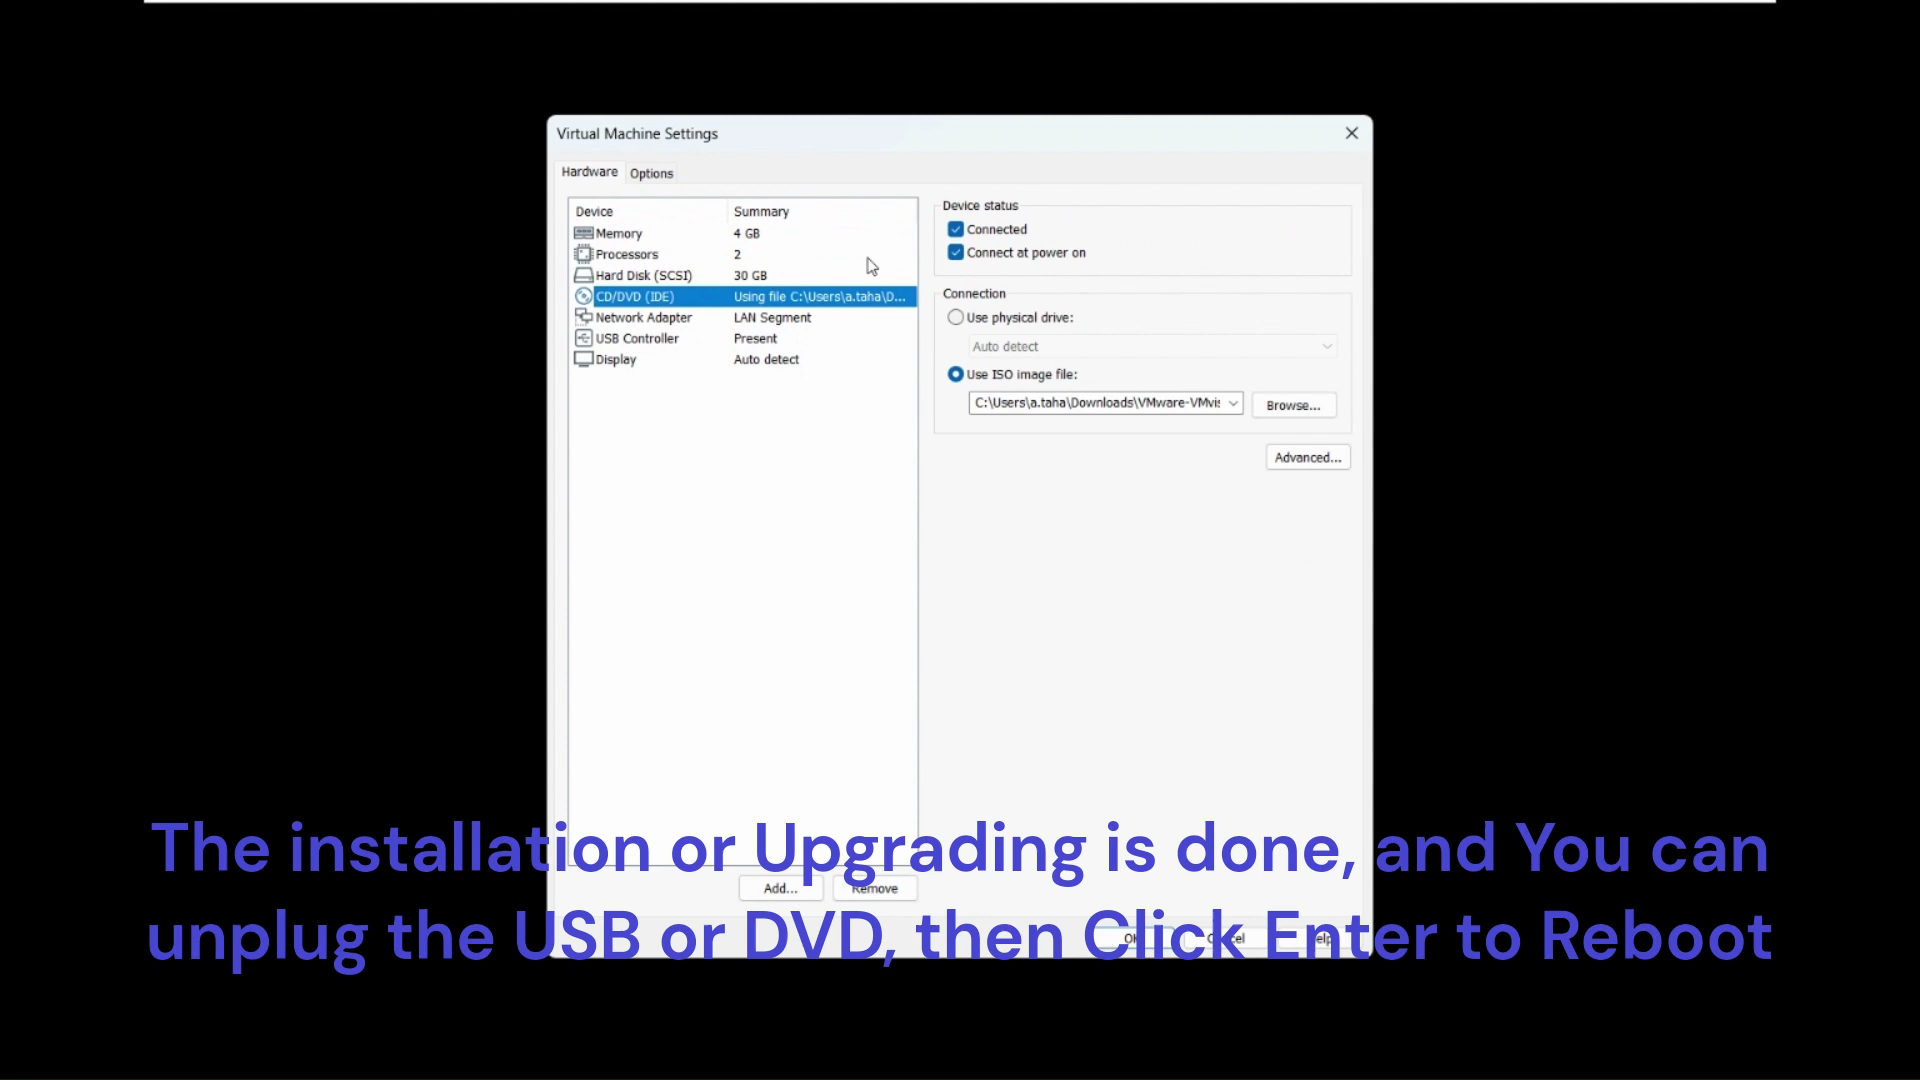 Virtual Machine Settings
Hardware Options
Device Summary
Memory 4 GB
Processors 2
Hard Disk (SCSI) 30 GB
CD/DVD (IDE) Using file C:\Users\a.taha\D...
Network Adapter LAN Segment
USB Controller Present
Display Auto detect
Device status
Connected
Connect at power on
Connection
Use physical drive:
Auto detect
Use ISO image file:
C:\Users\a.taha\Downloads\VMware-VMvis
Browse...
Advanced...
The installation or Upgrading is done, and You can
Add... Remove
unplug the USB or DVD, then Click Enter to Reboot